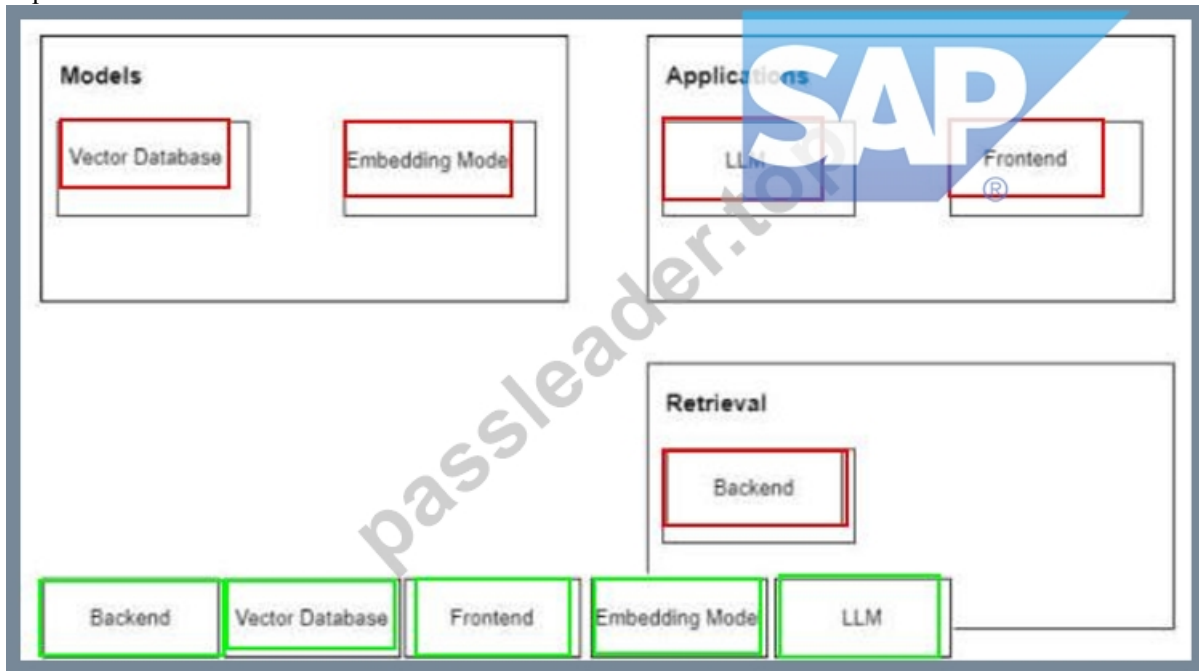 Models
Applications
Vector Database
Embedding Mode
LLM
Frontend
SAP
®
Retrieval
Backend
passleader.top
Backend
Vector Database
Frontend
Embedding Mode
LLM